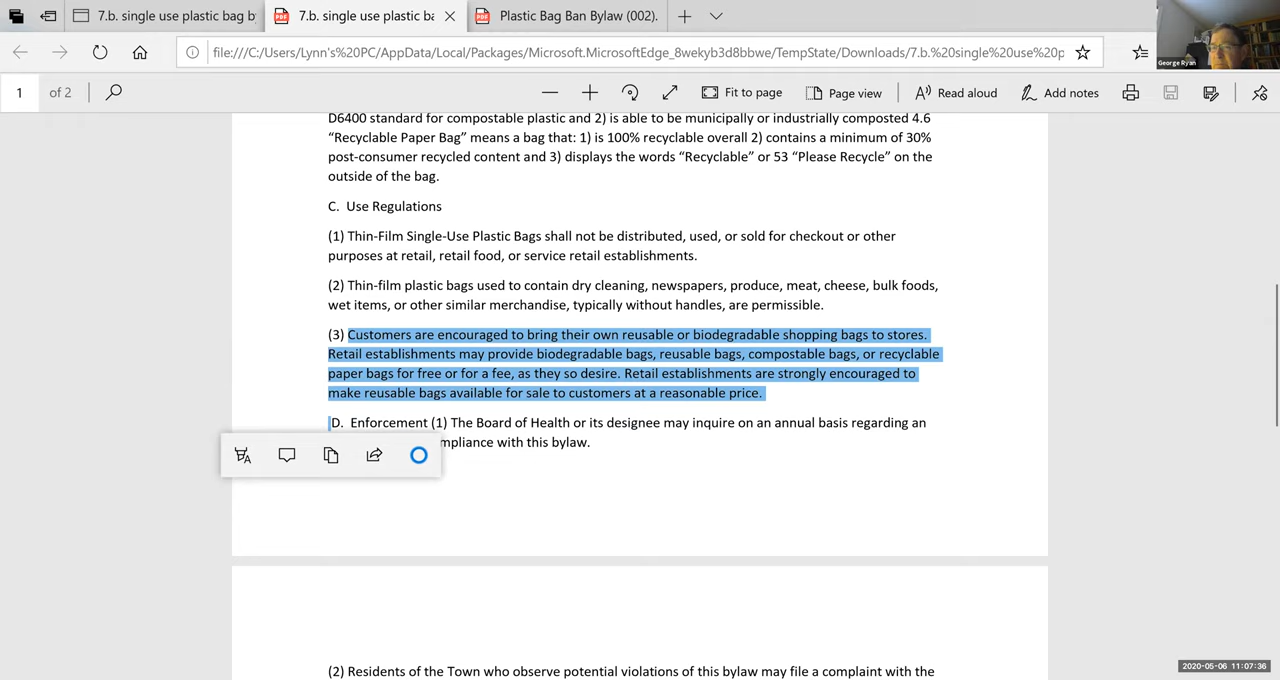 7.b. single use plastic bag b
7.b. single use plastic ba
Plastic Bag Ban Bylaw (002).
file:///C:/Users/Lynn's%20PC/AppData/Local/Packages/Microsoft.MicrosoftEdge_8wekyb3d8bbwe/TempState/Downloads/7.b.%20single%20use%20p
George Ryan
1 of 2
Fit to page
Page view
Read aloud
Add notes
D6400 standard for compostable plastic and 2) is able to be municipally or industrially composted 4.6
“Recyclable Paper Bag” means a bag that: 1) is 100% recyclable overall 2) contains a minimum of 30%
post-consumer recycled content and 3) displays the words “Recyclable” or 53 “Please Recycle” on the
outside of the bag.
C. Use Regulations
(1) Thin-Film Single-Use Plastic Bags shall not be distributed, used, or sold for checkout or other
purposes at retail, retail food, or service retail establishments.
(2) Thin-film plastic bags used to contain dry cleaning, newspapers, produce, meat, cheese, bulk foods,
wet items, or other similar merchandise, typically without handles, are permissible.
(3) Customers are encouraged to bring their own reusable or biodegradable shopping bags to stores.
Retail establishments may provide biodegradable bags, reusable bags, compostable bags, or recyclable
paper bags for free or for a fee, as they so desire. Retail establishments are strongly encouraged to
make reusable bags available for sale to customers at a reasonable price.
D. Enforcement (1) The Board of Health or its designee may inquire on an annual basis regarding an
mpliance with this bylaw.
(2) Residents of the Town who observe potential violations of this bylaw may file a complaint with the
2020-05-06 11:07:36